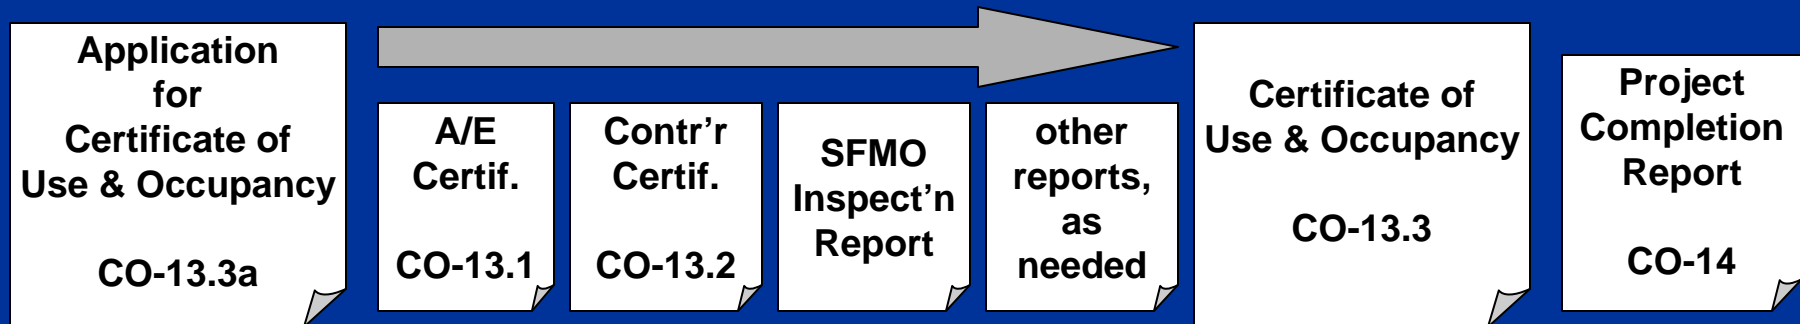 Application
for
Certificate of
Use & Occupancy
CO-13.3a
A/E
Certif.
CO-13.1
Contr’r
Certif.
CO-13.2
SFMO
Inspect’n
Report
other
reports,
as
needed
Certificate of
Use & Occupancy
CO-13.3
Project
Completion
Report
CO-14